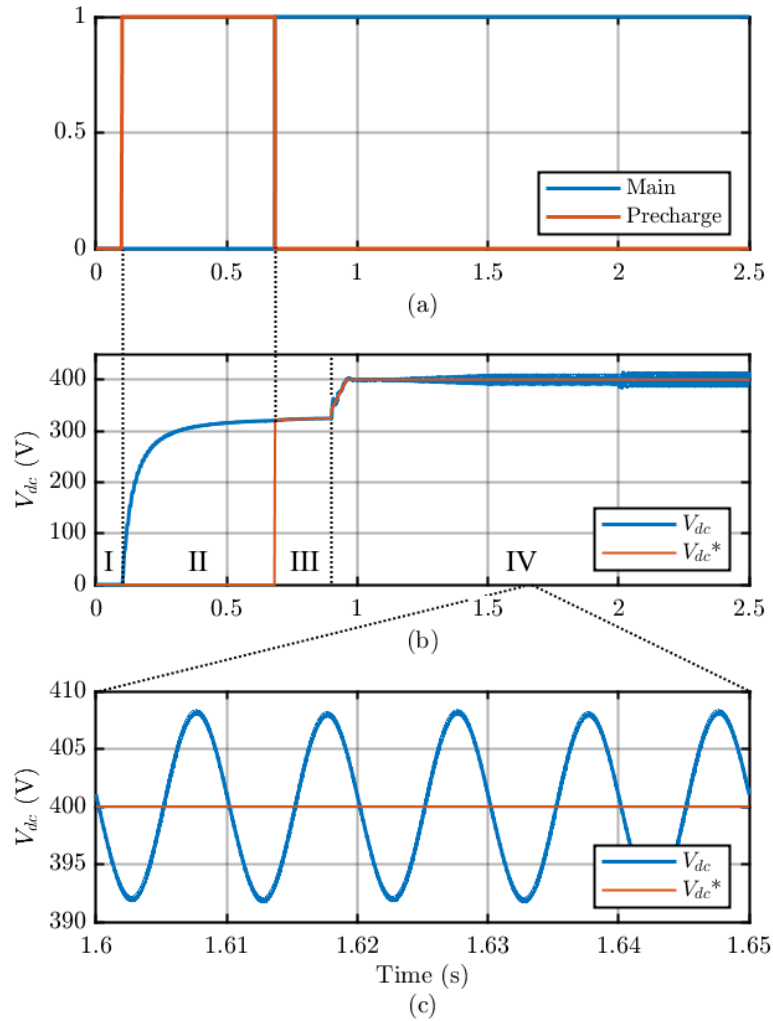 1
0.5
0
Main
Precharge
0 0.5 1 1.5 2 2.5
(a)
400
300
200
100
0
V_dc (V)
I II III IV
V_dc
V_dc*
0 0.5 1 1.5 2 2.5
(b)
410
405
400
395
390
V_dc (V)
V_dc
V_dc*
1.6 1.61 1.62 1.63 1.64 1.65
Time (s)
(c)